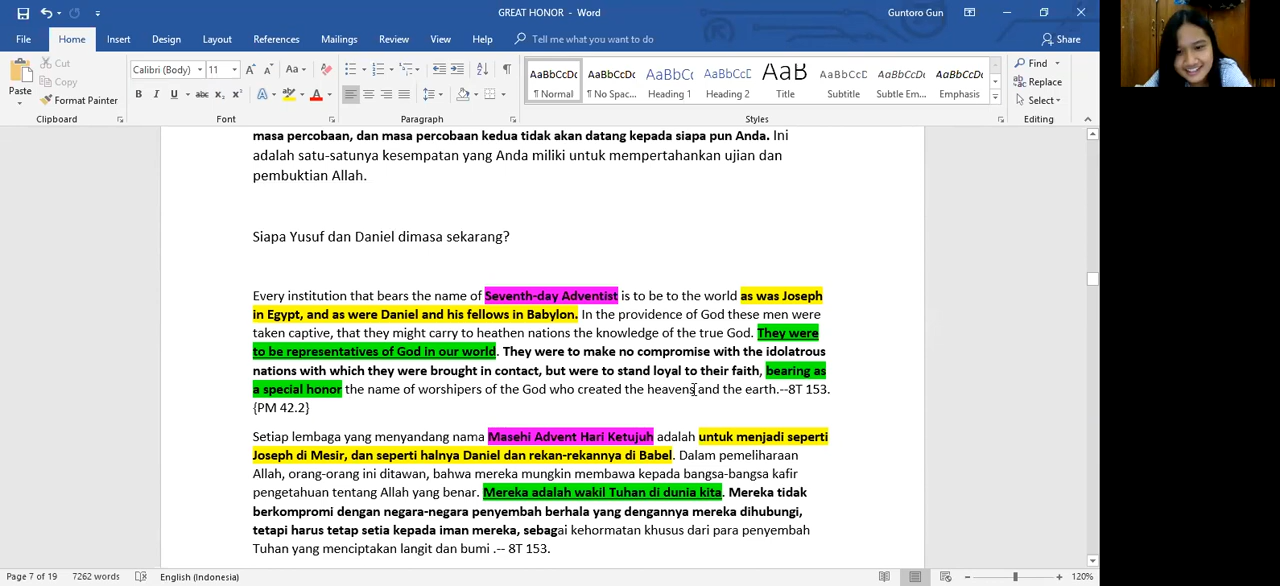 GREAT HONOR - Word
Guntoro Gun
File Home Insert Design Layout References Mailings Review View Help Tell me what you want to do Share
Cut
Copy
Paste
Format Painter
Calibri (Body) 11
AaBbCcDc AaBbCcDc AaBbCc AaBbCcC AaB AaBbCcD AaBbCcDc AaBbCcDc
¶ Normal ¶ No Spac... Heading 1 Heading 2 Title Subtitle Subtle Em... Emphasis
Find
Replace
Select
Clipboard Font Paragraph Styles Editing
masa percobaan, dan masa percobaan kedua tidak akan datang kepada siapa pun Anda. Ini
adalah satu-satunya kesempatan yang Anda miliki untuk mempertahankan ujian dan
pembuktian Allah.
Siapa Yusuf dan Daniel dimasa sekarang?
Every institution that bears the name of Seventh-day Adventist is to be to the world as was Joseph
in Egypt, and as were Daniel and his fellows in Babylon. In the providence of God these men were
taken captive, that they might carry to heathen nations the knowledge of the true God. They were
to be representatives of God in our world. They were to make no compromise with the idolatrous
nations with which they were brought in contact, but were to stand loyal to their faith, bearing as
a special honor the name of worshipers of the God who created the heavens and the earth.--8T 153.
{PM 42.2}
Setiap lembaga yang menyandang nama Masehi Advent Hari Ketujuh adalah untuk menjadi seperti
Joseph di Mesir, dan seperti halnya Daniel dan rekan-rekannya di Babel. Dalam pemeliharaan
Allah, orang-orang ini ditawan, bahwa mereka mungkin membawa kepada bangsa-bangsa kafir
pengetahuan tentang Allah yang benar. Mereka adalah wakil Tuhan di dunia kita. Mereka tidak
berkompromi dengan negara-negara penyembah berhala yang dengannya mereka dihubungi,
tetapi harus tetap setia kepada iman mereka, sebagai kehormatan khusus dari para penyembah
Tuhan yang menciptakan langit dan bumi .-- 8T 153.
Page 7 of 19 7262 words English (Indonesia) 120%